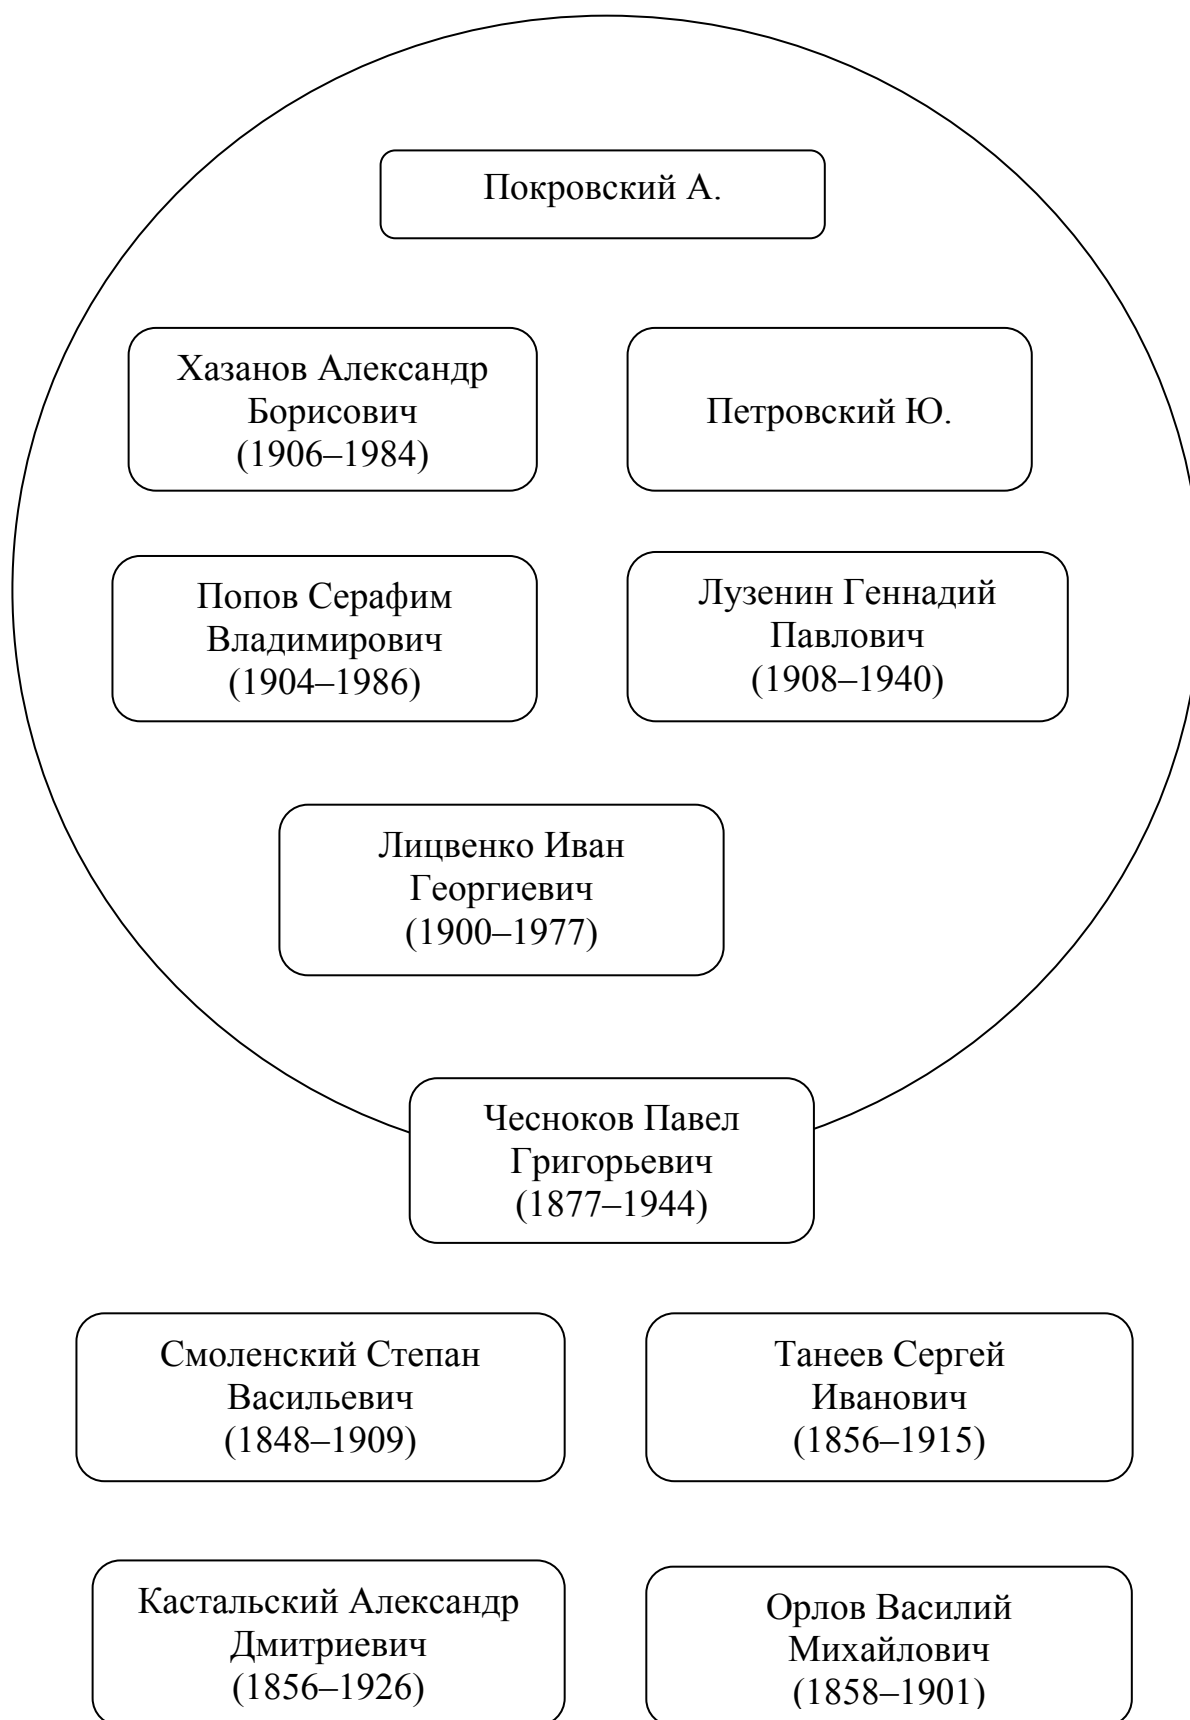 Покровский А.
Хазанов Александр
Борисович
(1906–1984)
Петровский Ю.
Попов Серафим
Владимирович
(1904–1986)
Лузенин Геннадий
Павлович
(1908–1940)
Лицвенко Иван
Георгиевич
(1900–1977)
Чесноков Павел
Григорьевич
(1877–1944)
Смоленский Степан
Васильевич
(1848–1909)
Танеев Сергей
Иванович
(1856–1915)
Кастальский Александр
Дмитриевич
(1856–1926)
Орлов Василий
Михайлович
(1858–1901)